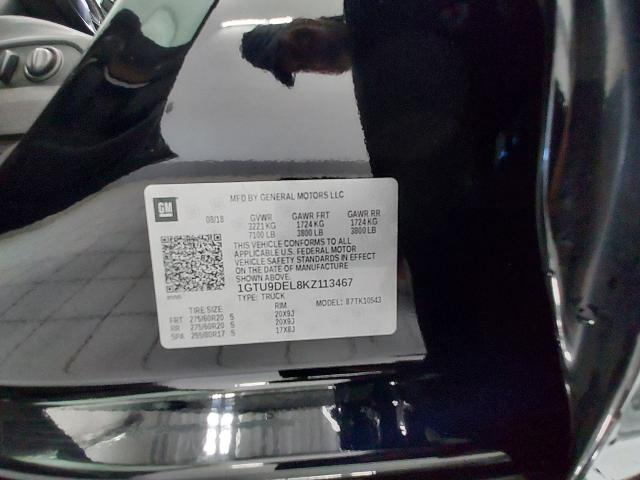 GM
MFD BY GENERAL MOTORS LLC
08/18 GVWR GAWR FRT GAWR RR
3221 KG 1724 KG 1724 KG
7100 LB 3800 LB 3800 LB
THIS VEHICLE CONFORMS TO ALL
APPLICABLE U.S. FEDERAL MOTOR
VEHICLE SAFETY STANDARDS IN EFFECT
ON THE DATE OF MANUFACTURE
SHOWN ABOVE.
1GTU9DEL8KZ113467
TYPE: TRUCK MODEL: 87TK10543
TIRE SIZE RIM
FRT 275/60R20 S 20X9J
RR 275/60R20 S 20X9J
SPA 255/80R17 S 17X8J